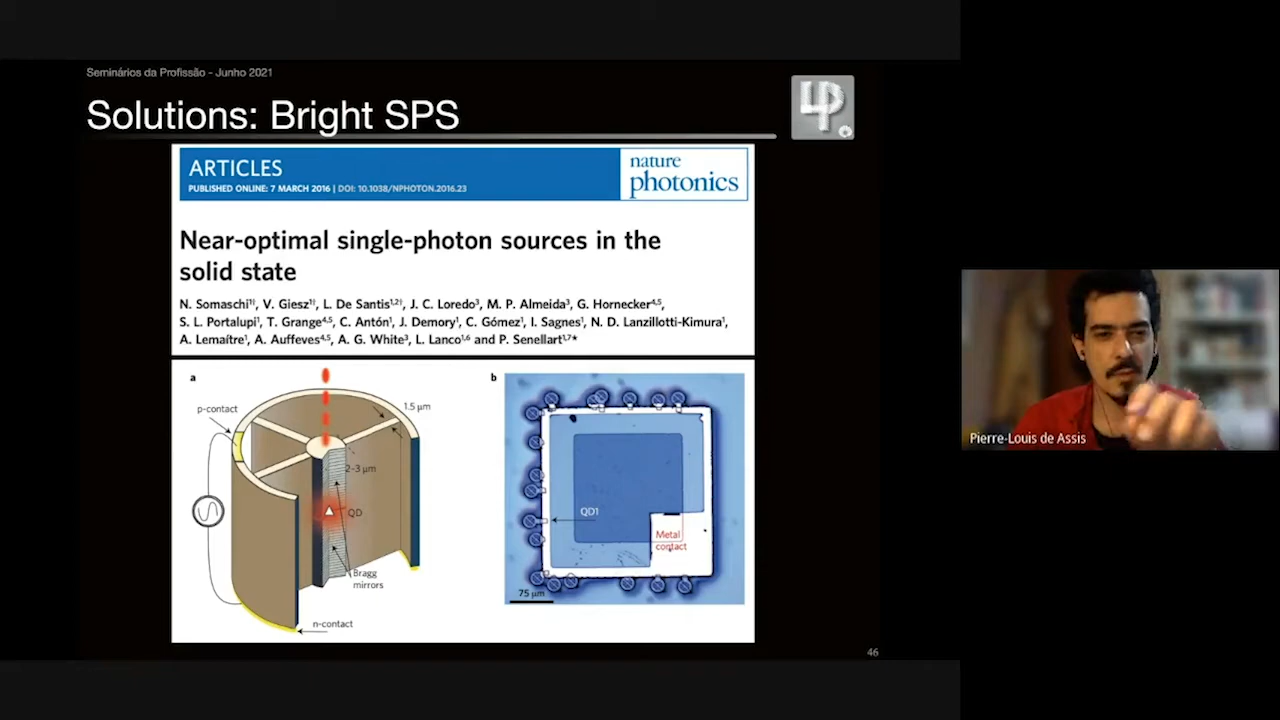 Seminários da Profissão - Junho 2021
Solutions: Bright SPS
ARTICLES
PUBLISHED ONLINE: 7 MARCH 2016 | DOI: 10.1038/NPHOTON.2016.23
nature
photonics
Near-optimal single-photon sources in the
solid state
N. Somaschi¹†, V. Giesz¹†, L. De Santis¹,²†, J. C. Loredo³, M. P. Almeida³, G. Hornecker⁴,⁵,
S. L. Portalupi¹, T. Grange⁴,⁵, C. Antón¹, J. Demory¹, C. Gómez¹, I. Sagnes¹, N. D. Lanzillotti-Kimura¹,
A. Lemaître¹, A. Auffeves⁴,⁵, A. G. White³, L. Lanco¹,⁶ and P. Senellart¹,⁷*
a
p-contact
1.5 µm
2–3 µm
QD
Bragg
mirrors
n-contact
b
QD1
Metal
contact
75 µm
46
Pierre-Louis de Assis